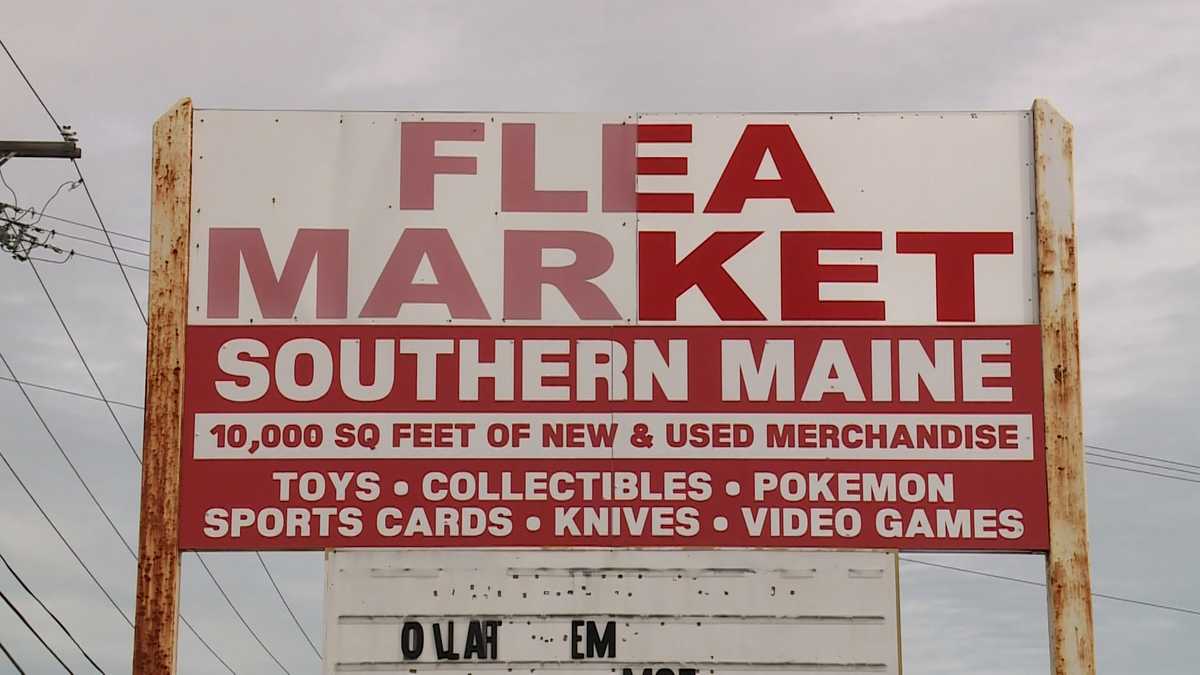 FLEA
MARKET
SOUTHERN MAINE
10,000 SQ FEET OF NEW & USED MERCHANDISE
TOYS • COLLECTIBLES • POKEMON
SPORTS CARDS • KNIVES • VIDEO GAMES
EM